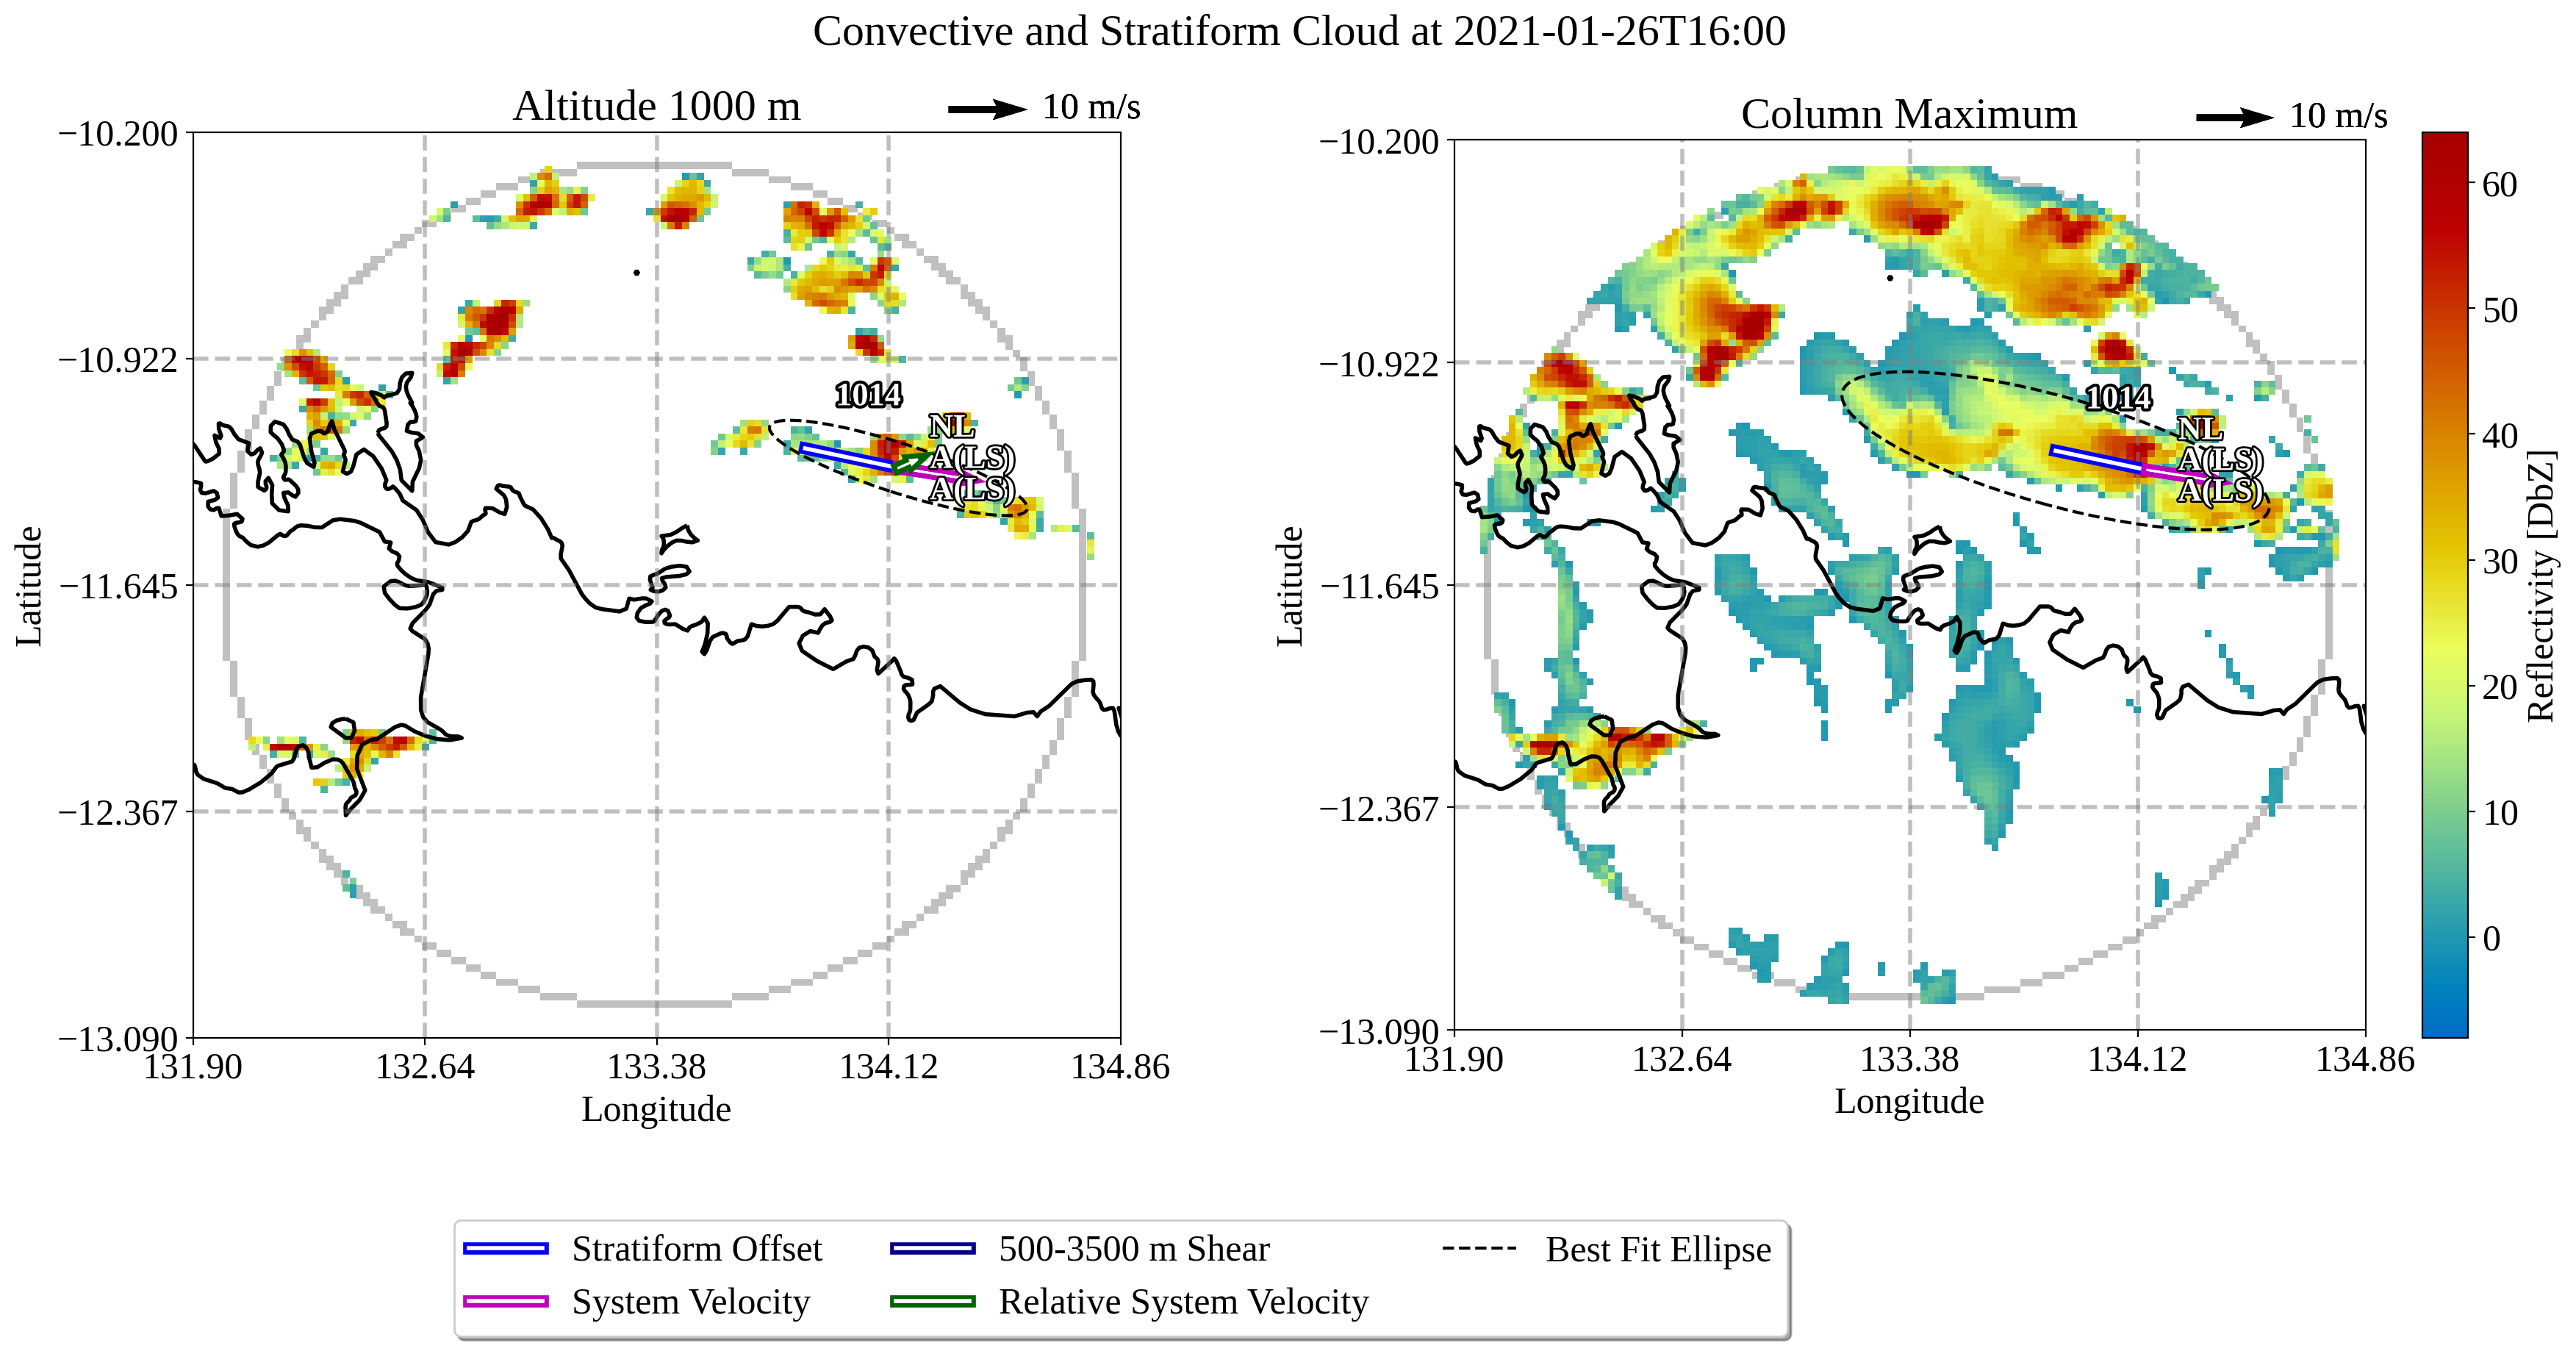 Convective and Stratiform Cloud at 2021-01-26T16:00
Altitude 1000 m
10 m/s
−10.200
−10.922
−11.645
−12.367
−13.090
131.90
132.64
133.38
134.12
134.86
Latitude
Longitude
1014
NL
A(LS)
A(LS)
Column Maximum
10 m/s
−10.200
−10.922
−11.645
−12.367
−13.090
131.90
132.64
133.38
134.12
134.86
Latitude
Longitude
1014
NL
A(LS)
A(LS)
60
50
40
30
20
10
0
Reflectivity [DbZ]
Stratiform Offset
System Velocity
500-3500 m Shear
Relative System Velocity
Best Fit Ellipse